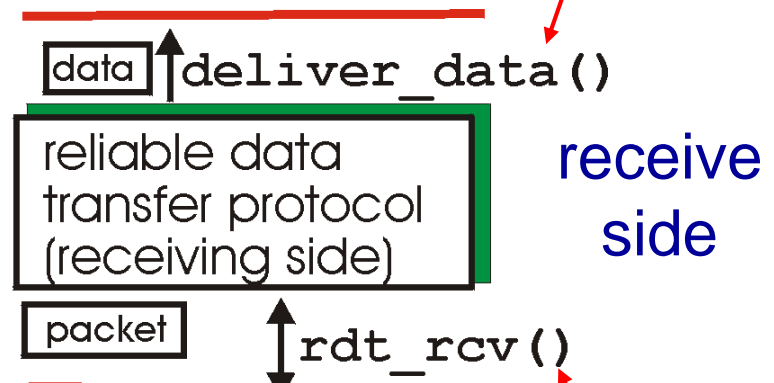 data deliver_data()
reliable data
transfer protocol
(receiving side)
receive
side
packet rdt_rcv()